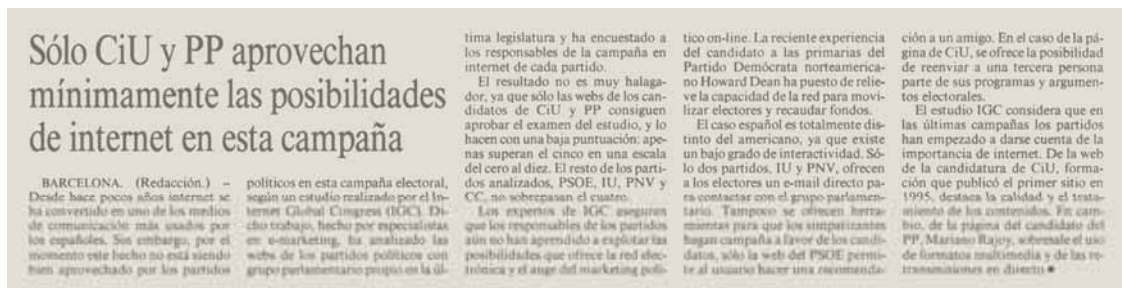 Sólo CiU y PP aprovechan
mínimamente las posibilidades
de internet en esta campaña
BARCELONA. (Redacción.) –
Desde hace pocos años internet se
ha convertido en uno de los medios
de comunicación más usados por
los españoles. Sin embargo, por el
momento este hecho no está siendo
bien aprovechado por los partidos
políticos en esta campaña electoral,
según un estudio realizado por el In-
ternet Global Congress (IGC). Di-
cho trabajo, hecho por especialistas
en e-marketing, ha analizado las
webs de los partidos políticos con
grupo parlamentario propio en la úl-
tima legislatura y ha encuestado a
los responsables de la campaña en
internet de cada partido.
El resultado no es muy halaga-
dor, ya que sólo las webs de los can-
didatos de CiU y PP consiguen
aprobar el examen del estudio, y lo
hacen con una baja puntuación: ape-
nas superan el cinco en una escala
del cero al diez. El resto de los parti-
dos analizados, PSOE, IU, PNV y
CC, no sobrepasan el cuatro.
Los expertos de IGC aseguran
que los responsables de los partidos
aún no han aprendido a explotar las
posibilidades que ofrece la red elec-
trónica y el auge del marketing polí-
tico on-line. La reciente experiencia
del candidato a las primarias del
Partido Demócrata norteamerica-
no Howard Dean ha puesto de relie-
ve la capacidad de la red para movi-
lizar electores y recaudar fondos.
El caso español es totalmente dis-
tinto del americano, ya que existe
un bajo grado de interactividad. Só-
lo dos partidos, IU y PNV, ofrecen
a los electores un e-mail directo pa-
ra contactar con el grupo parlamen-
tario. Tampoco se ofrecen herra-
mientas para que los simpatizantes
hagan campaña a favor de los candi-
datos, sólo la web del PSOE permi-
te al usuario hacer una recomenda-
ción a un amigo. En el caso de la pá-
gina de CiU, se ofrece la posibilidad
de reenviar a una tercera persona
parte de sus programas y argumen-
tos electorales.
El estudio IGC considera que en
las últimas campañas los partidos
han empezado a darse cuenta de la
importancia de internet. De la web
de la candidatura de CiU, forma-
ción que publicó el primer sitio en
1995, destaca la calidad y el trata-
miento de los contenidos. En cam-
bio, de la página del candidato del
PP, Mariano Rajoy, sobresale el uso
de formatos multimedia y de las re-
transmisiones en directo ●